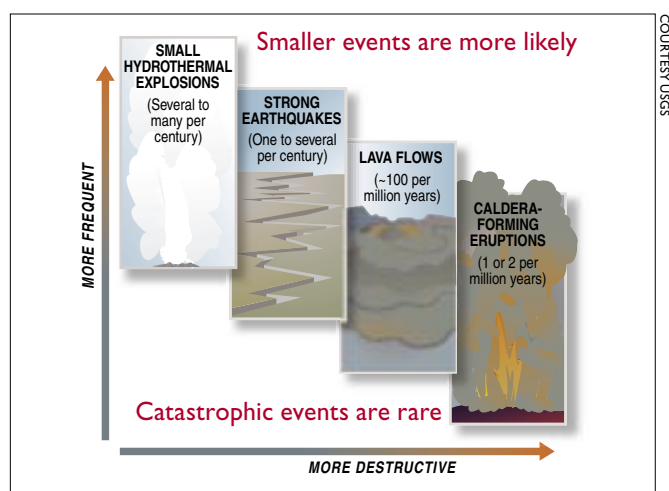 Smaller events are more likely
SMALL
HYDROTHERMAL
EXPLOSIONS
(Several to
many per
century)
STRONG
EARTHQUAKES
(One to several
per century)
LAVA FLOWS
(~100 per
million years)
CALDERA-
FORMING
ERUPTIONS
(1 or 2 per
million years)
Catastrophic events are rare
MORE FREQUENT
MORE DESTRUCTIVE
COURTESY USGS